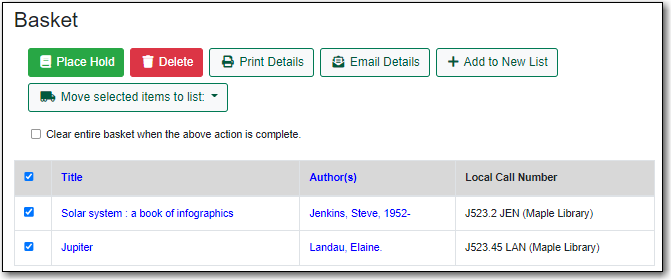 Basket
Place Hold Delete Print Details Email Details Add to New List
Move selected items to list:
Clear entire basket when the above action is complete.
Title Author(s) Local Call Number
Solar system : a book of infographics Jenkins, Steve, 1952- J523.2 JEN (Maple Library)
Jupiter Landau, Elaine. J523.45 LAN (Maple Library)